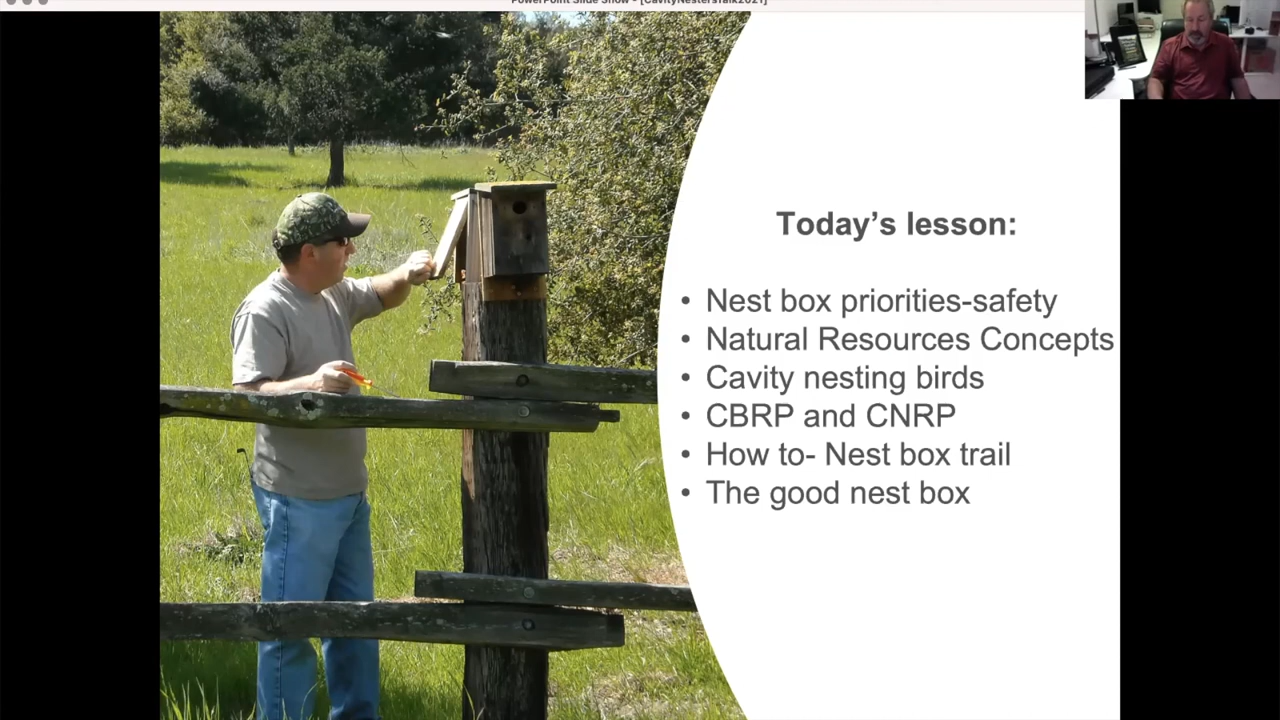 PowerPoint Slide Show - [CavityNestersTalk2021]
Today's lesson:
• Nest box priorities-safety
• Natural Resources Concepts
• Cavity nesting birds
• CBRP and CNRP
• How to- Nest box trail
• The good nest box